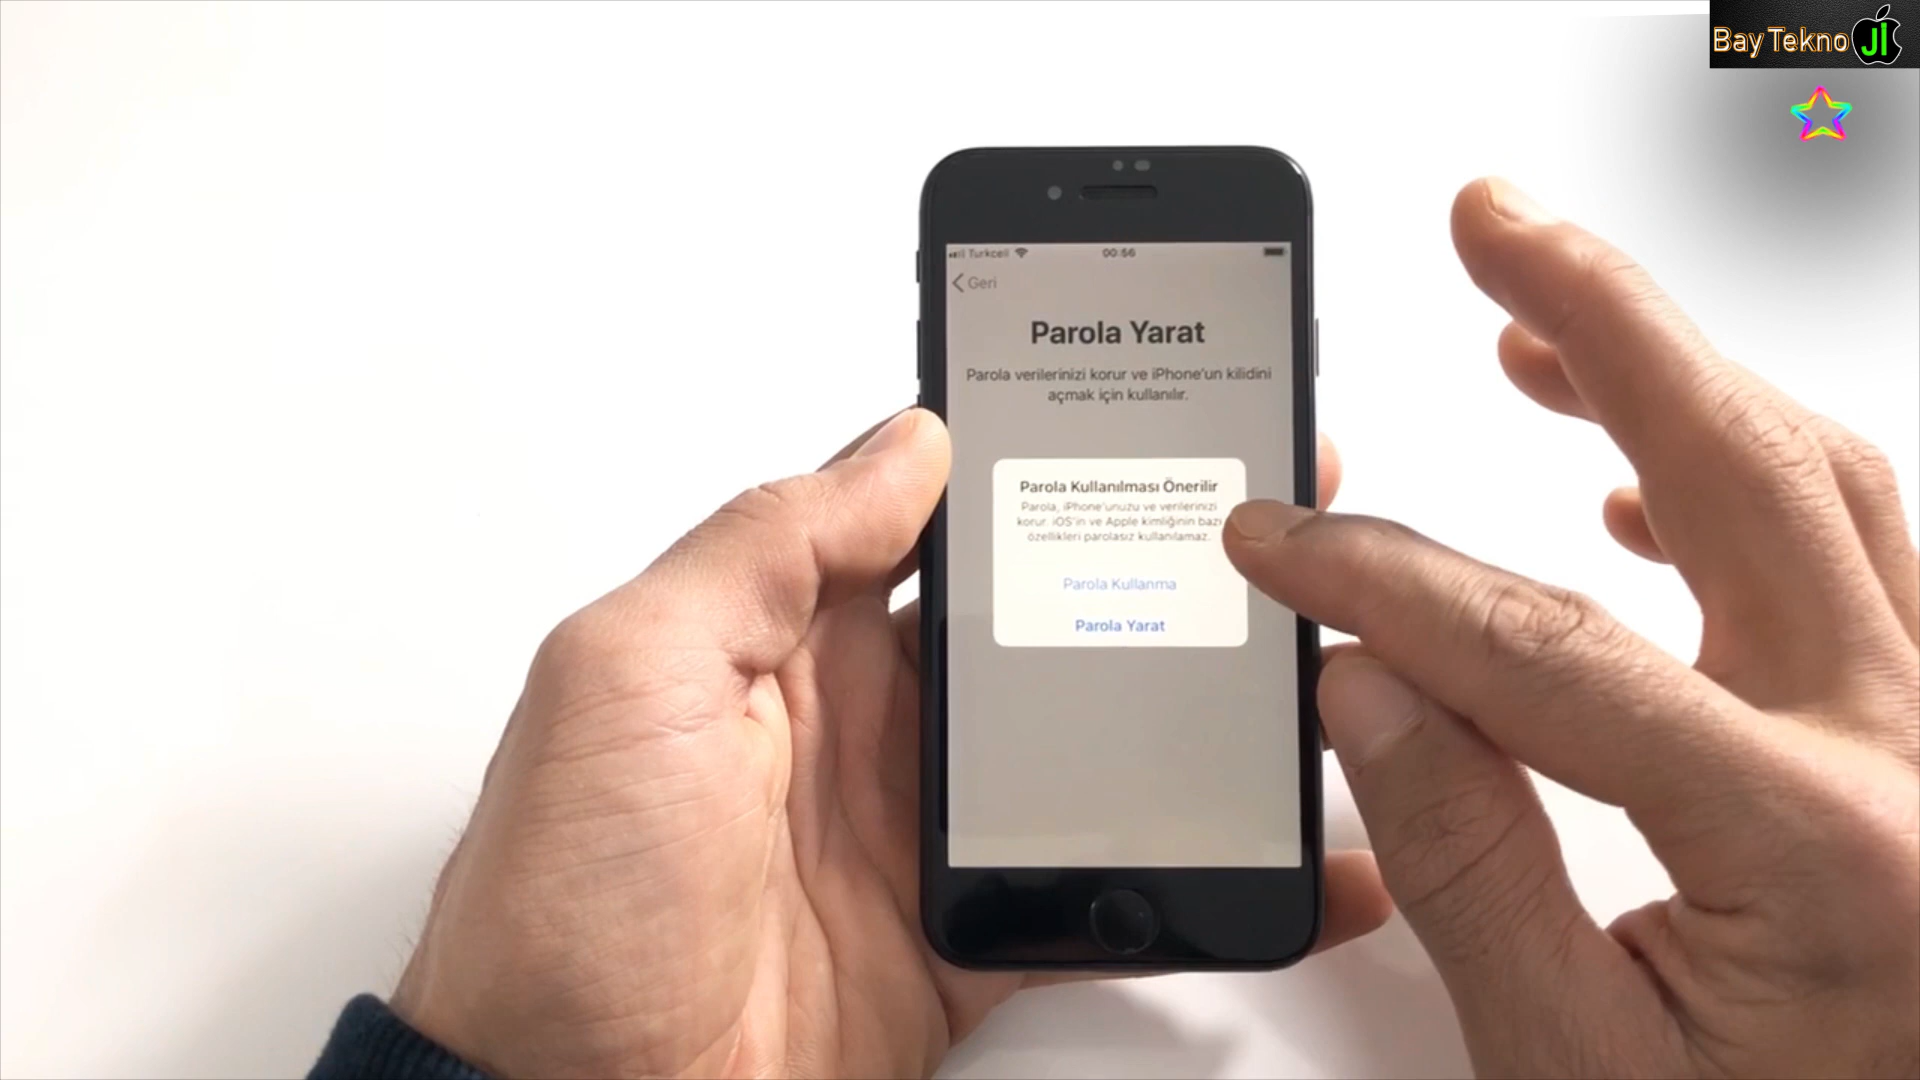 Bay Tekno Jİ
Turkcell 00:56
Geri
Parola Yarat
Parola verilerinizi korur ve iPhone'un kilidini
açmak için kullanılır.
Parola Kullanılması Önerilir
Parola, iPhone'unuzu ve verilerinizi
korur. iOS'in ve Apple kimliğinin bazı
özellikleri parolasız kullanılamaz.
Parola Kullanma
Parola Yarat